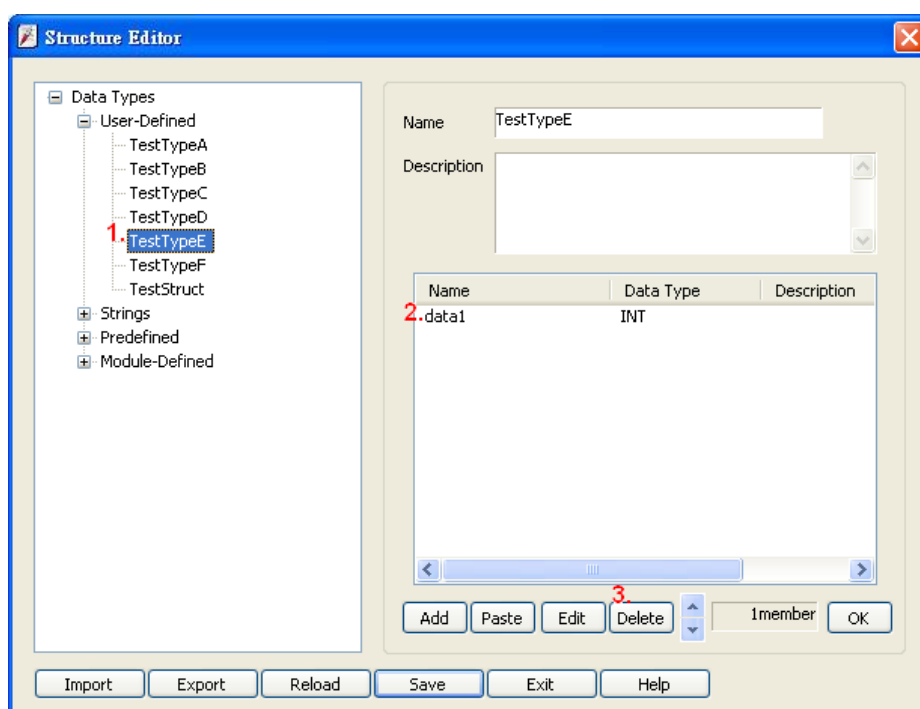 Structure Editor
Data Types
User-Defined
TestTypeA
TestTypeB
TestTypeC
TestTypeD
1. TestTypeE
TestTypeF
TestStruct
Strings
Predefined
Module-Defined
Name TestTypeE
Description
Name Data Type Description
2. data1 INT
3.
Add Paste Edit Delete 1member OK
Import Export Reload Save Exit Help